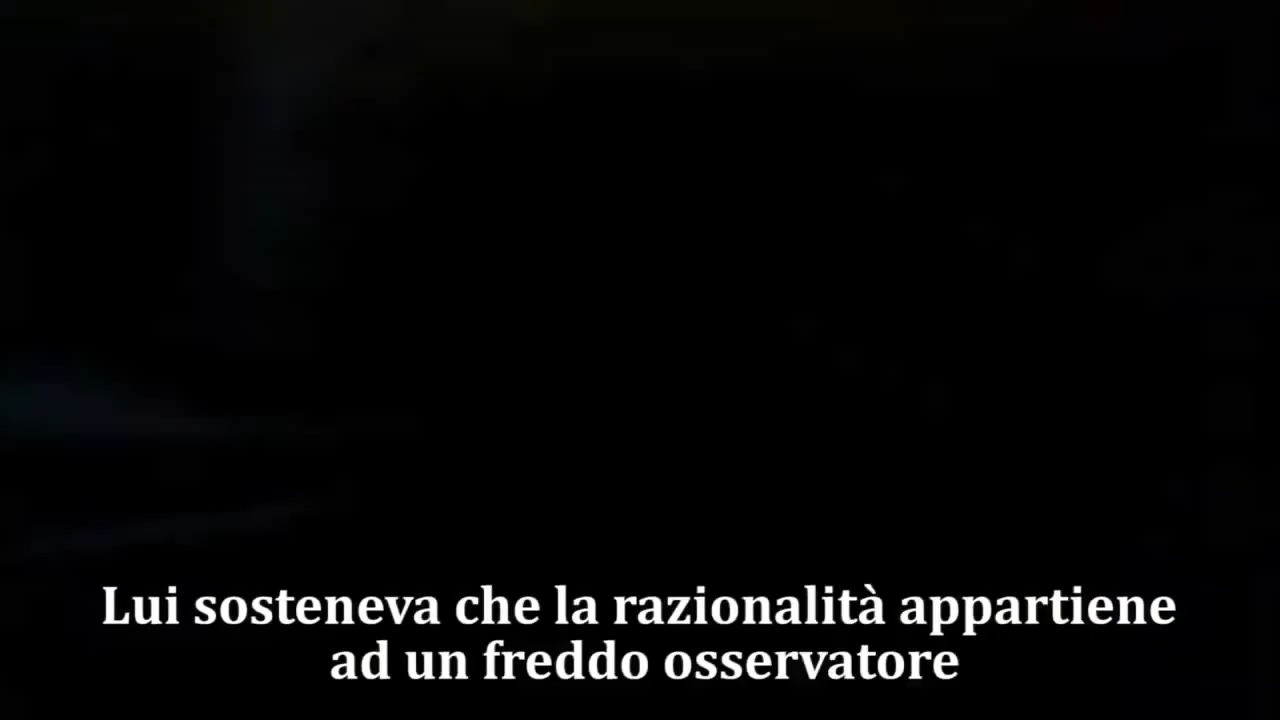 Lui sosteneva che la razionalità appartiene
ad un freddo osservatore